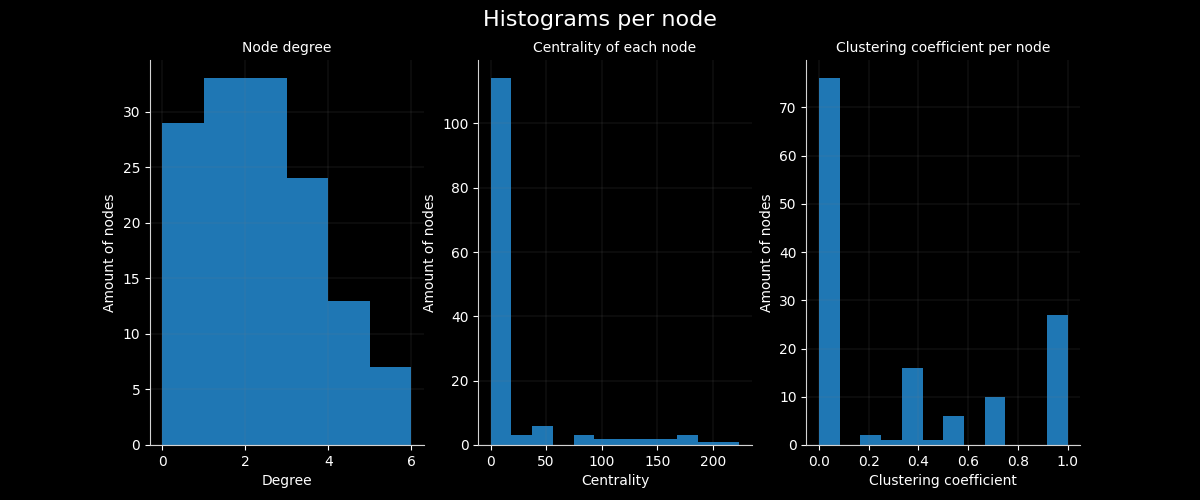 Histograms per node
Node degree
Amount of nodes
30
25
20
15
10
5
0
0 2 4 6
Degree
Centrality of each node
Amount of nodes
100
80
60
40
20
0
0 50 100 150 200
Centrality
Clustering coefficient per node
Amount of nodes
70
60
50
40
30
20
10
0
0.0 0.2 0.4 0.6 0.8 1.0
Clustering coefficient